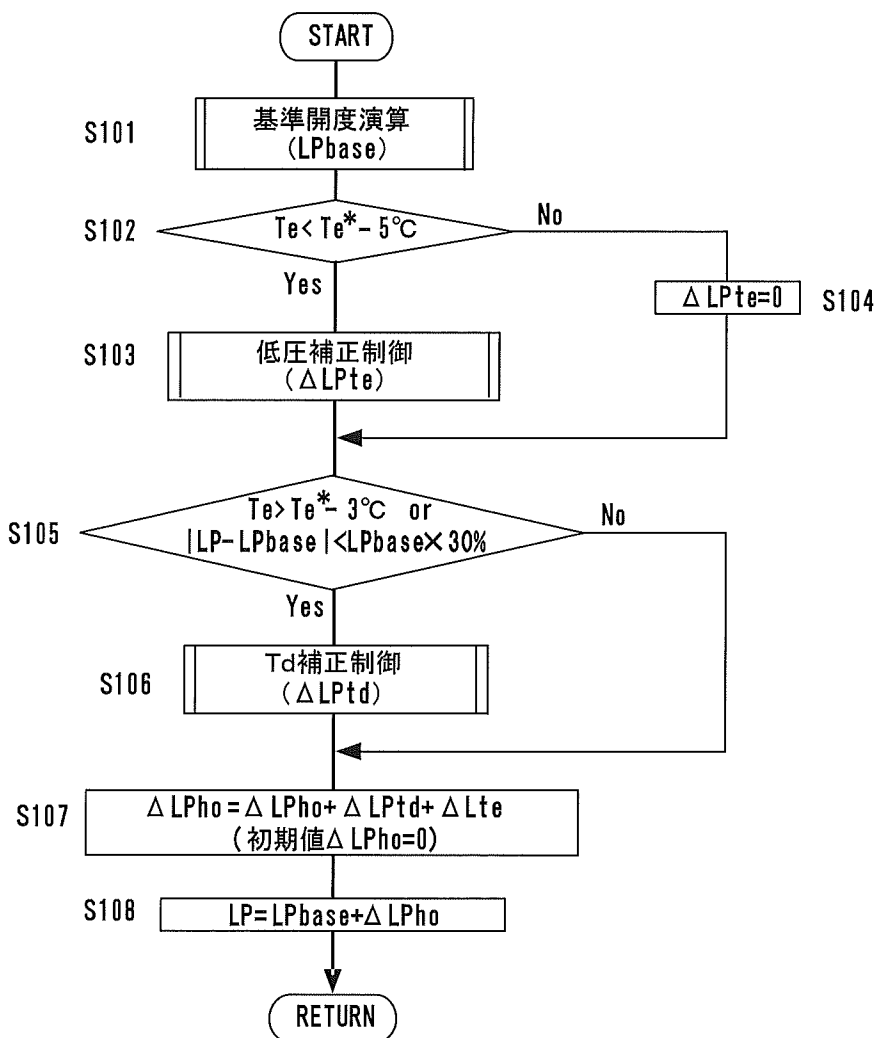 START
S101
基準開度演算
(LPbase)
S102
Te<Te*-5℃
No
Yes
ΔLPte=0
S104
S103
低圧補正制御
(ΔLPte)
S105
Te>Te*-3℃ or
|LP-LPbase|<LPbase×30%
No
Yes
S106
Td補正制御
(ΔLPtd)
S107
ΔLPho=ΔLPho+ΔLPtd+ΔLte
(初期値ΔLPho=0)
S108
LP=LPbase+ΔLPho
RETURN